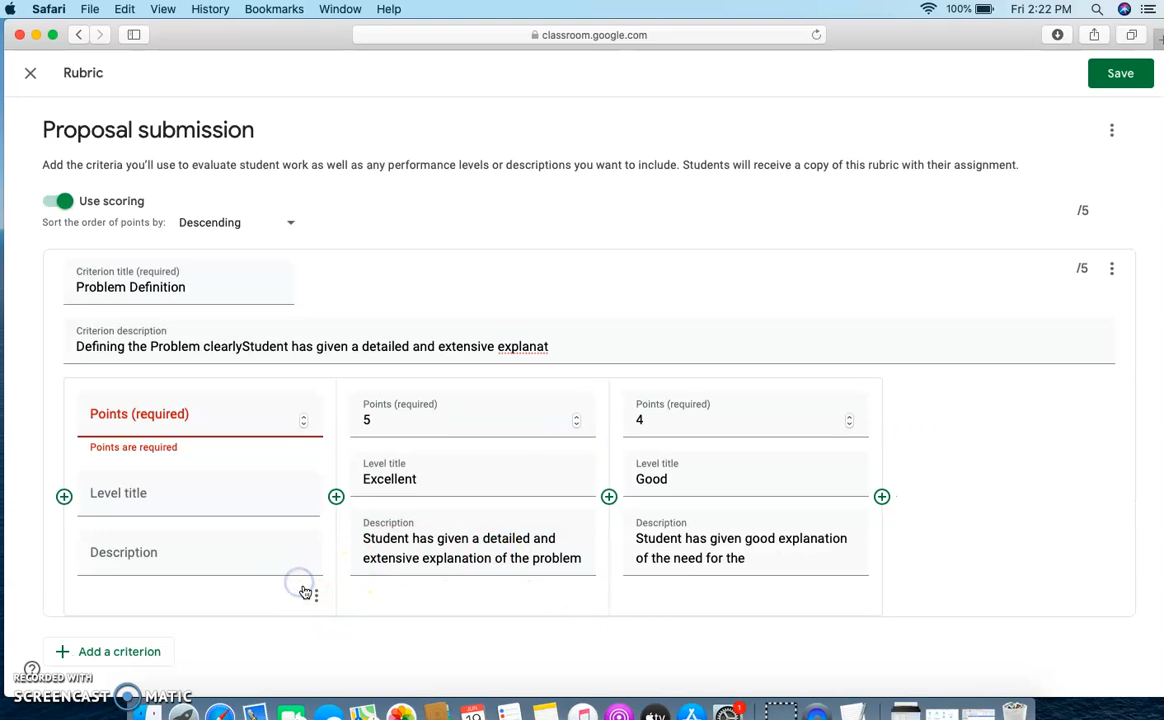 Safari File Edit View History Bookmarks Window Help 100% Fri 2:22 PM
classroom.google.com
Rubric Save
Proposal submission
Add the criteria you'll use to evaluate student work as well as any performance levels or descriptions you want to include. Students will receive a copy of this rubric with their assignment.
Use scoring
/5
Sort the order of points by: Descending
Criterion title (required)
/5
Problem Definition
Criterion description
Defining the Problem clearlyStudent has given a detailed and extensive explanat
Points (required)
Points are required
Level title
Description
Points (required)
5
Level title
Excellent
Description
Student has given a detailed and
extensive explanation of the problem
Points (required)
4
Level title
Good
Description
Student has given good explanation
of the need for the
Add a criterion
RECORDED WITH
SCREENCAST MATIC
tv
1